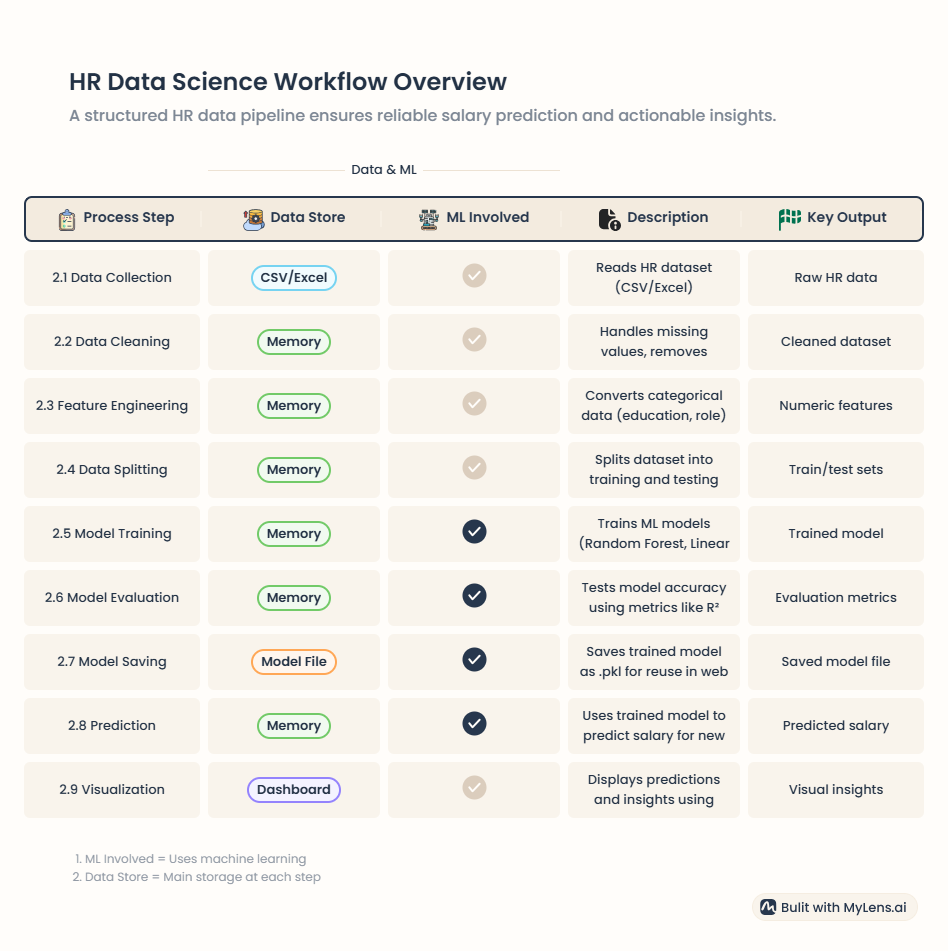 HR Data Science Workflow Overview
A structured HR data pipeline ensures reliable salary prediction and actionable insights.
Data & ML
Process Step Data Store ML Involved Description Key Output
2.1 Data Collection CSV/Excel Reads HR dataset Raw HR data
(CSV/Excel)
2.2 Data Cleaning Memory Handles missing Cleaned dataset
values, removes
2.3 Feature Engineering Memory Converts categorical Numeric features
data (education, role)
2.4 Data Splitting Memory Splits dataset into Train/test sets
training and testing
2.5 Model Training Memory Trains ML models Trained model
(Random Forest, Linear
2.6 Model Evaluation Memory Tests model accuracy Evaluation metrics
using metrics like R²
2.7 Model Saving Model File Saves trained model Saved model file
as .pkl for reuse in web
2.8 Prediction Memory Uses trained model to Predicted salary
predict salary for new
2.9 Visualization Dashboard Displays predictions Visual insights
and insights using
1. ML Involved = Uses machine learning
2. Data Store = Main storage at each step
Bulit with MyLens.ai